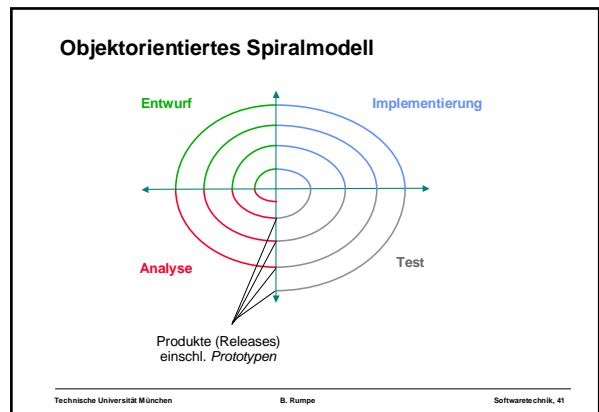 Objektorientiertes Spiralmodell
Entwurf
Implementierung
Analyse
Test
Produkte (Releases)
einschl. Prototypen
Technische Universität München B. Rumpe Softwaretechnik, 41